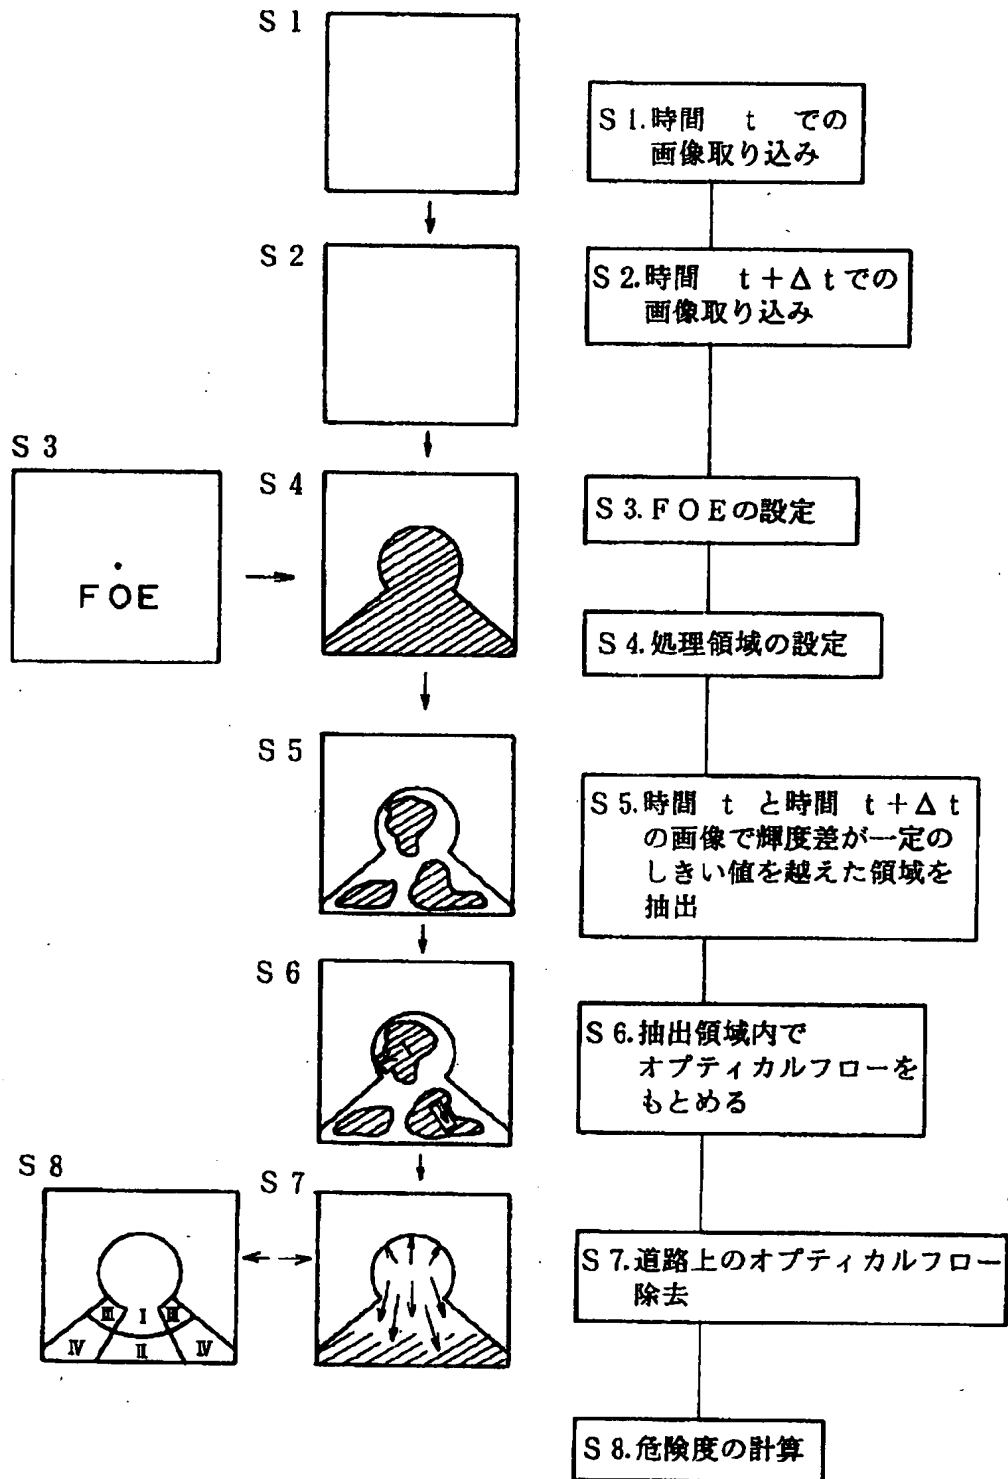 S 1
S 1.時間 t での
画像取り込み
S 2
S 2.時間 t+Δtでの
画像取り込み
S 3
FOE
S 4
S 3.FOEの設定
S 4.処理領域の設定
S 5
S 5.時間 t と時間 t+Δt
の画像で輝度差が一定の
しきい値を越えた領域を
抽出
S 6
S 6.抽出領域内で
オプティカルフローを
もとめる
S 8
III I III
IV II IV
S 7
S 7.道路上のオプティカルフロー
除去
S 8.危険度の計算